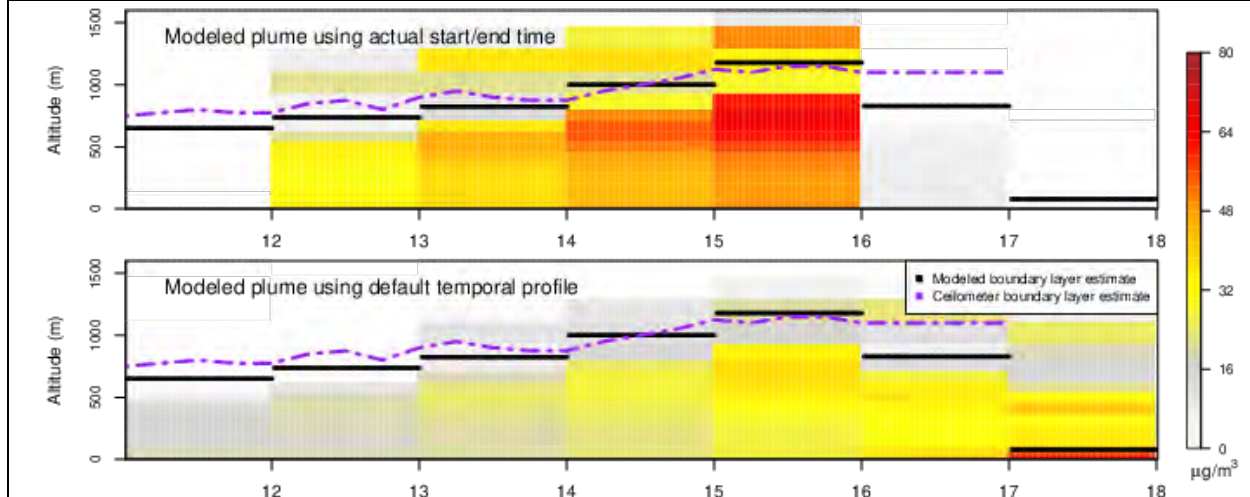 Modeled plume using actual start/end time
Altitude (m)
1500
1000
500
0
12 13 14 15 16 17 18
Modeled plume using default temporal profile
Modeled boundary layer estimate
Ceilometer boundary layer estimate
Altitude (m)
1500
1000
500
0
12 13 14 15 16 17 18
80
64
48
32
16
0
μg/m³